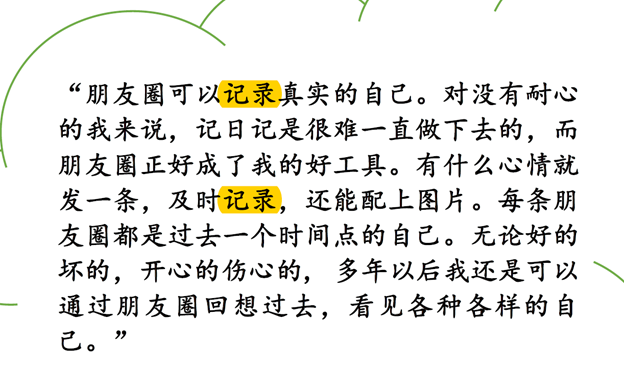 “朋友圈可以记录真实的自己。对没有耐心
的我来说，记日记是很难一直做下去的，而
朋友圈正好成了我的好工具。有什么心情就
发一条，及时记录，还能配上图片。每条朋
友圈都是过去一个时间点的自己。无论好的
坏的，开心的伤心的，多年以后我还是可以
通过朋友圈回想过去，看见各种各样的自
己。”